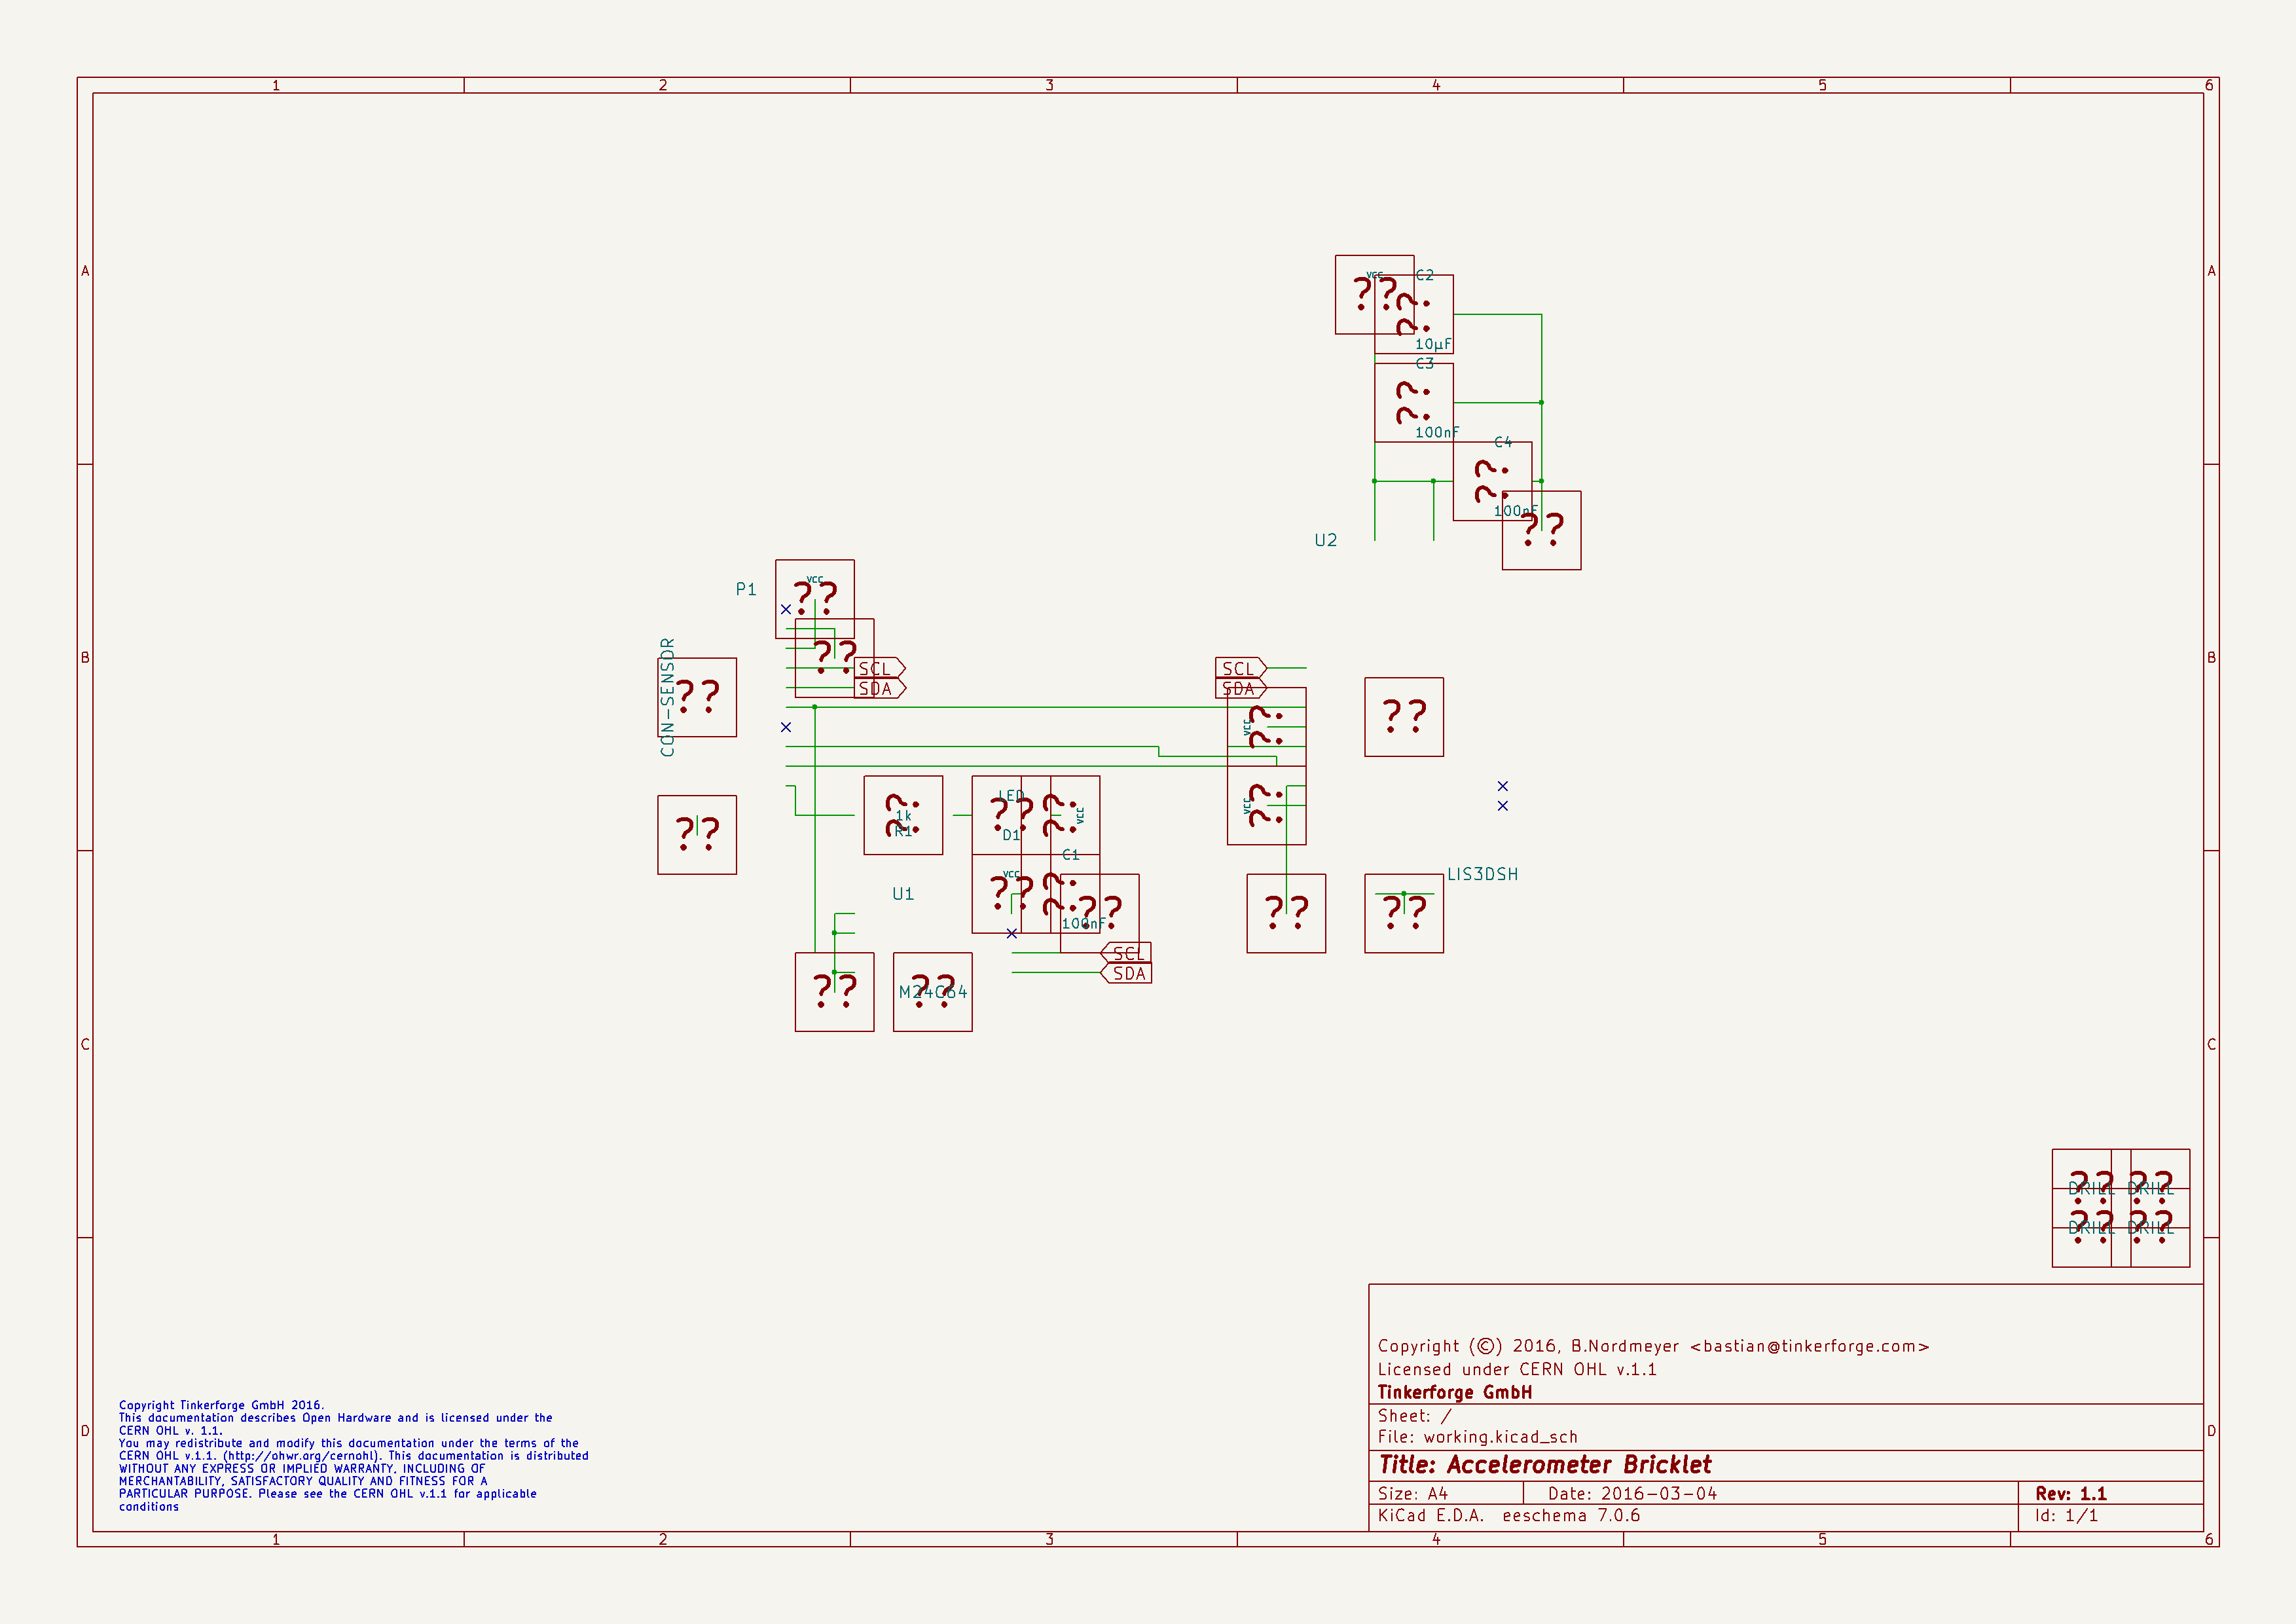 1 2 3 4 5 6
A A
VCC C2
??
??
10µF
C3
??
100nF
C4
??
100nF
??
U2
VCC
P1
??
B B
??
SCL
SDA
SCL
SDA
CON-SENSOR
??
VCC
??
??
VCC
??
??
1k
R1
??
LED
??
D1
??
VCC
??
C1
VCC
??
??
??
100nF
U1
LIS3DSH
??
??
SCL
SDA
??
M24C64
??
C C
?? ??
DRILL DRILL
?? ??
DRILL DRILL
Copyright (©) 2016, B.Nordmeyer <bastian@tinkerforge.com>
Licensed under CERN OHL v.1.1
Tinkerforge GmbH
Sheet: /
File: working.kicad_sch
Title: Accelerometer Bricklet
Size: A4 Date: 2016-03-04 Rev: 1.1
KiCad E.D.A. eeschema 7.0.6 Id: 1/1
Copyright Tinkerforge GmbH 2016.
This documentation describes Open Hardware and is licensed under the
CERN OHL v. 1.1.
You may redistribute and modify this documentation under the terms of the
CERN OHL v.1.1. (http://ohwr.org/cernohl). This documentation is distributed
WITHOUT ANY EXPRESS OR IMPLIED WARRANTY, INCLUDING OF
MERCHANTABILITY, SATISFACTORY QUALITY AND FITNESS FOR A
PARTICULAR PURPOSE. Please see the CERN OHL v.1.1 for applicable
conditions
D D
1 2 3 4 5 6